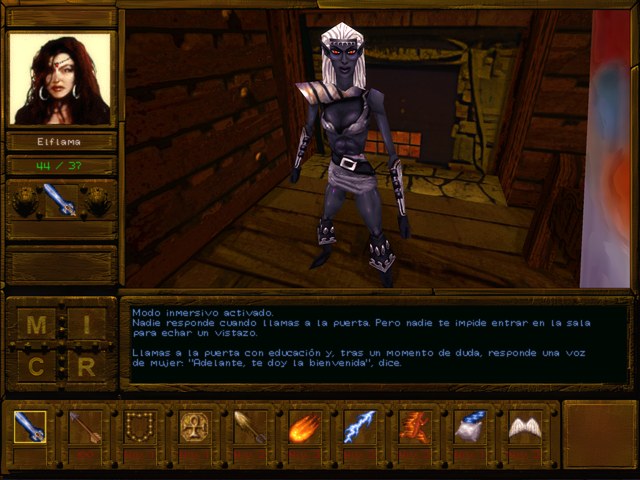 Elflama
44 / 37
Modo inmersivo activado.
Nadie responde cuando llamas a la puerta. Pero nadie te impide entrar en la sala
para echar un vistazo.
Llamas a la puerta con educación y, tras un momento de duda, responde una voz
de mujer: "Adelante, te doy la bienvenida", dice.
M I
C R